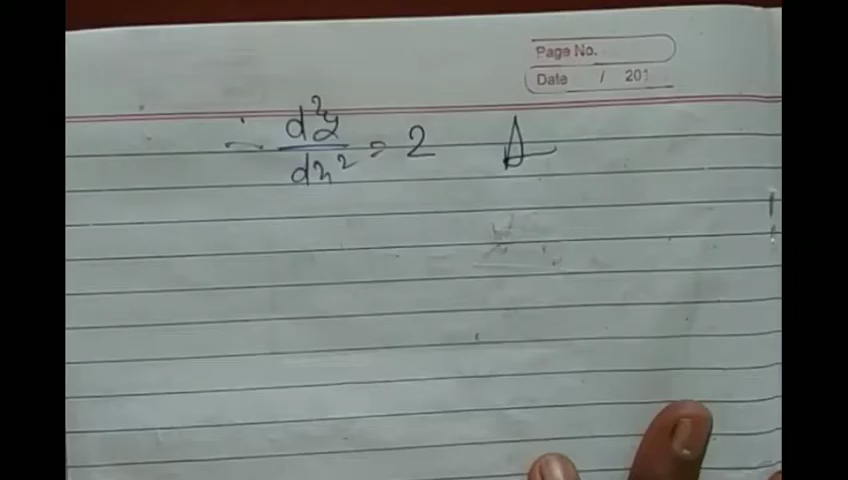 Page No.
Date / 201
∴ d²y/dx² = 2